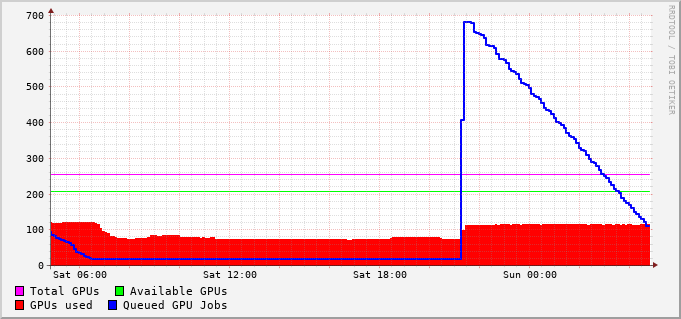 700
600
500
400
300
200
100
0
Sat 06:00 Sat 12:00 Sat 18:00 Sun 00:00
Total GPUs Available GPUs
GPUs used Queued GPU Jobs
RRDTOOL / TOBI OETIKER